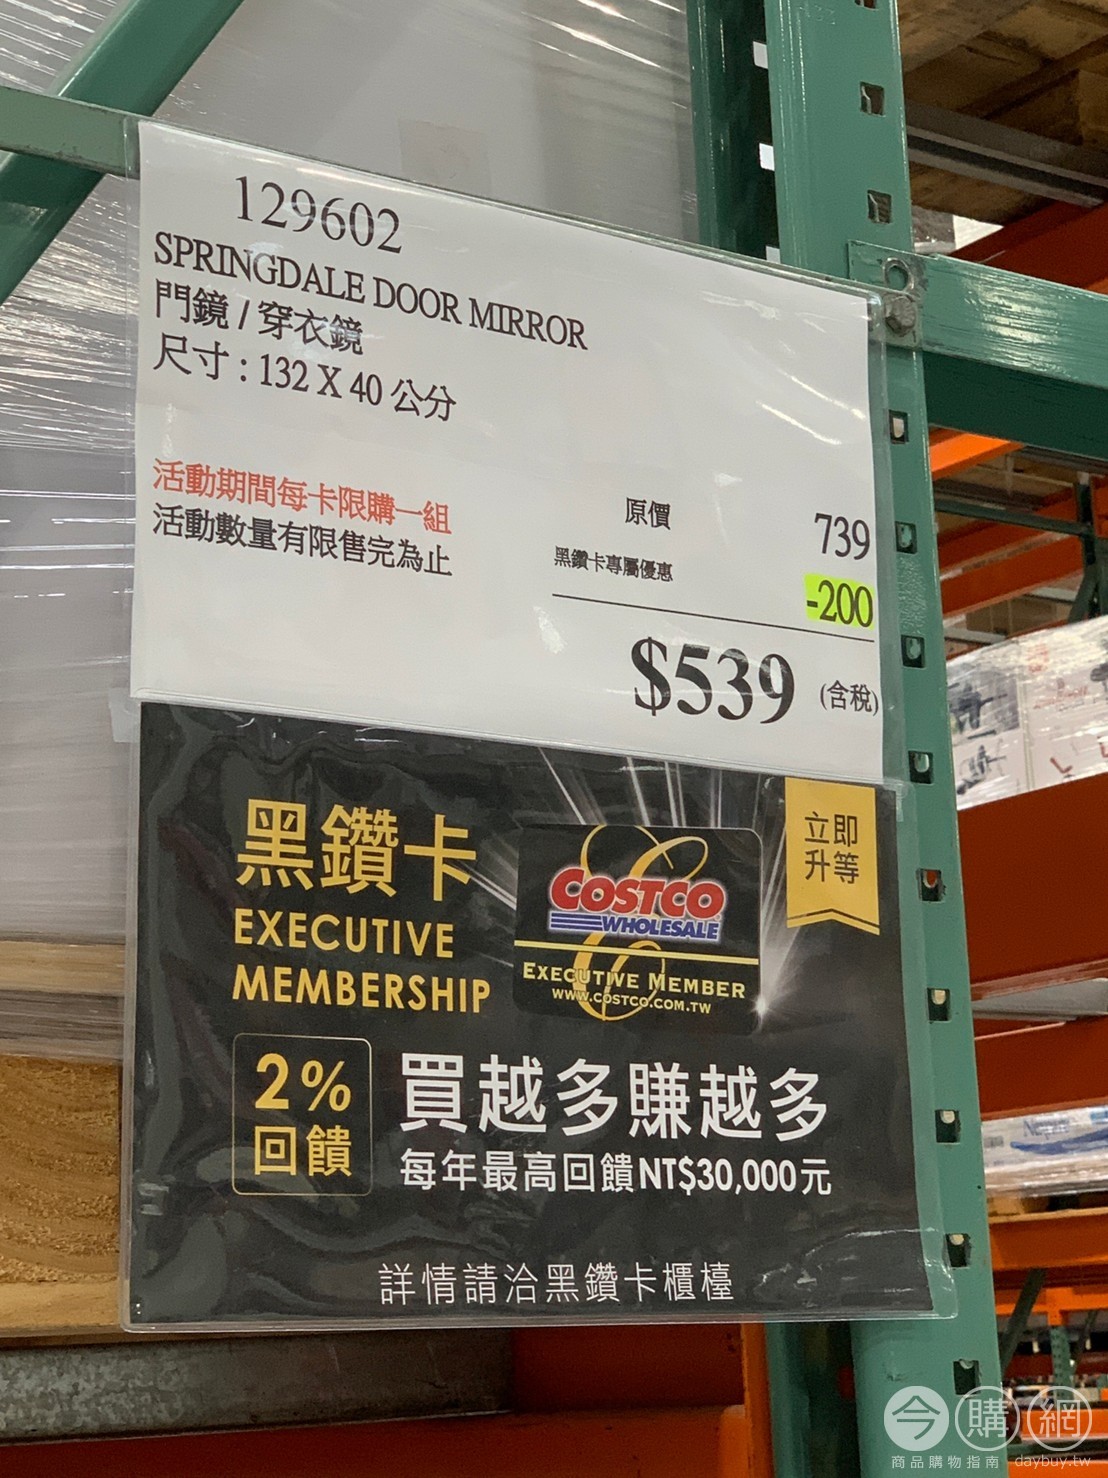 129602
SPRINGDALE DOOR MIRROR
門鏡 / 穿衣鏡
尺寸 : 132 X 40 公分
活動期間每卡限購一組
活動數量有限售完為止
原價 739
黑鑽卡專屬優惠 -200
$539 (含稅)
黑鑽卡
EXECUTIVE
MEMBERSHIP
COSTCO
WHOLESALE
EXECUTIVE MEMBER
WWW.COSTCO.COM.TW
立即
升等
2%
回饋
買越多賺越多
每年最高回饋NT$30,000元
詳情請洽黑鑽卡櫃檯
今購網
商品購物指南 daybuy.tw